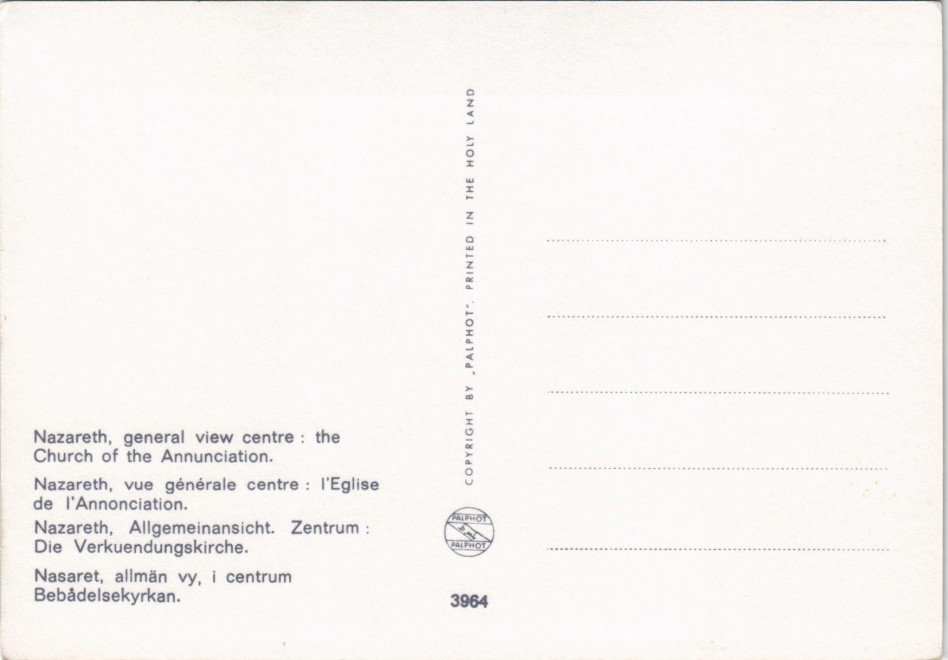 Nazareth, general view centre : the
Church of the Annunciation.
Nazareth, vue générale centre : l'Eglise
de l'Annonciation.
Nazareth, Allgemeinansicht. Zentrum :
Die Verkuendungskirche.
Nasaret, allmän vy, i centrum
Bebådelsekyrkan.
COPYRIGHT BY „PALPHOT“. PRINTED IN THE HOLY LAND
PALPHOT
PALPHOT
3964